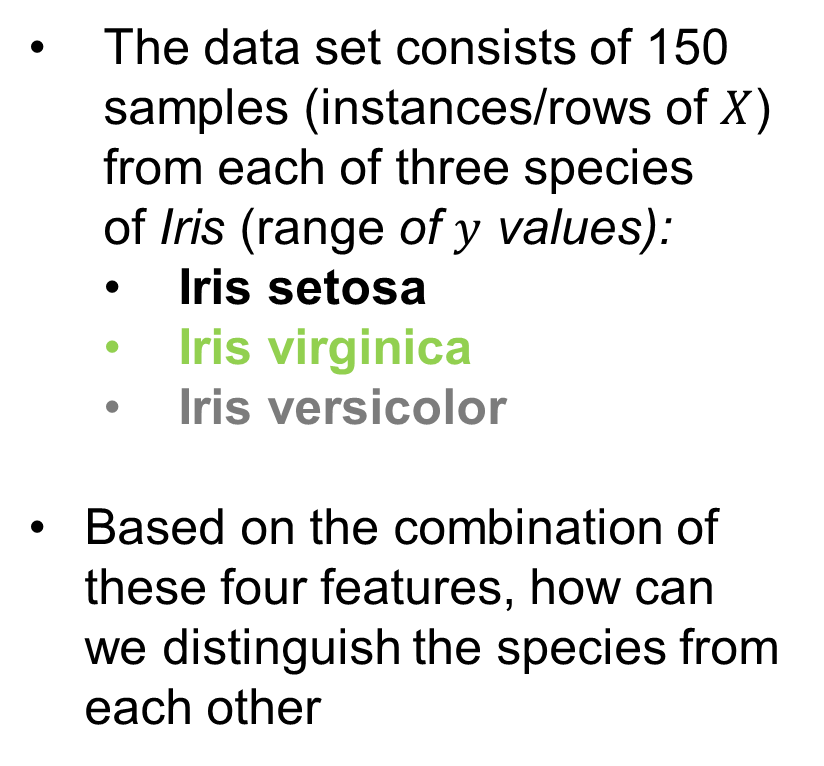 • The data set consists of 150
samples (instances/rows of X)
from each of three species
of Iris (range of y values):
• Iris setosa
• Iris virginica
• Iris versicolor
• Based on the combination of
these four features, how can
we distinguish the species from
each other